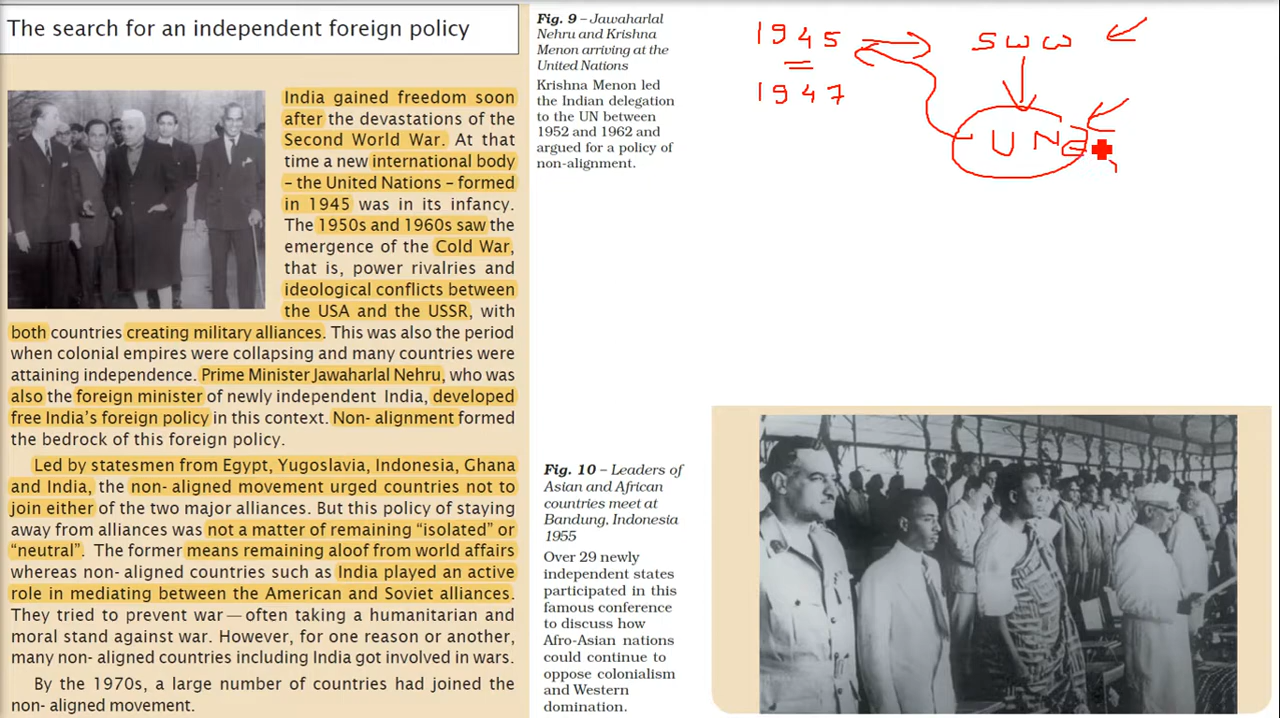 The search for an independent foreign policy
India gained freedom soon
after the devastations of the
Second World War. At that
time a new international body
– the United Nations – formed
in 1945 was in its infancy.
The 1950s and 1960s saw the
emergence of the Cold War,
that is, power rivalries and
ideological conflicts between
the USA and the USSR, with
both countries creating military alliances. This was also the period
when colonial empires were collapsing and many countries were
attaining independence. Prime Minister Jawaharlal Nehru, who was
also the foreign minister of newly independent India, developed
free India's foreign policy in this context. Non- alignment formed
the bedrock of this foreign policy.
Led by statesmen from Egypt, Yugoslavia, Indonesia, Ghana
and India, the non- aligned movement urged countries not to
join either of the two major alliances. But this policy of staying
away from alliances was not a matter of remaining "isolated" or
"neutral". The former means remaining aloof from world affairs
whereas non- aligned countries such as India played an active
role in mediating between the American and Soviet alliances.
They tried to prevent war — often taking a humanitarian and
moral stand against war. However, for one reason or another,
many non- aligned countries including India got involved in wars.
By the 1970s, a large number of countries had joined the
non- aligned movement.
Fig. 9 – Jawaharlal
Nehru and Krishna
Menon arriving at the
United Nations
Krishna Menon led
the Indian delegation
to the UN between
1952 and 1962 and
argued for a policy of
non-alignment.
Fig. 10 – Leaders of
Asian and African
countries meet at
Bandung, Indonesia
1955
Over 29 newly
independent states
participated in this
famous conference
to discuss how
Afro-Asian nations
could continue to
oppose colonialism
and Western
domination.
1945
SWW
1947
UN